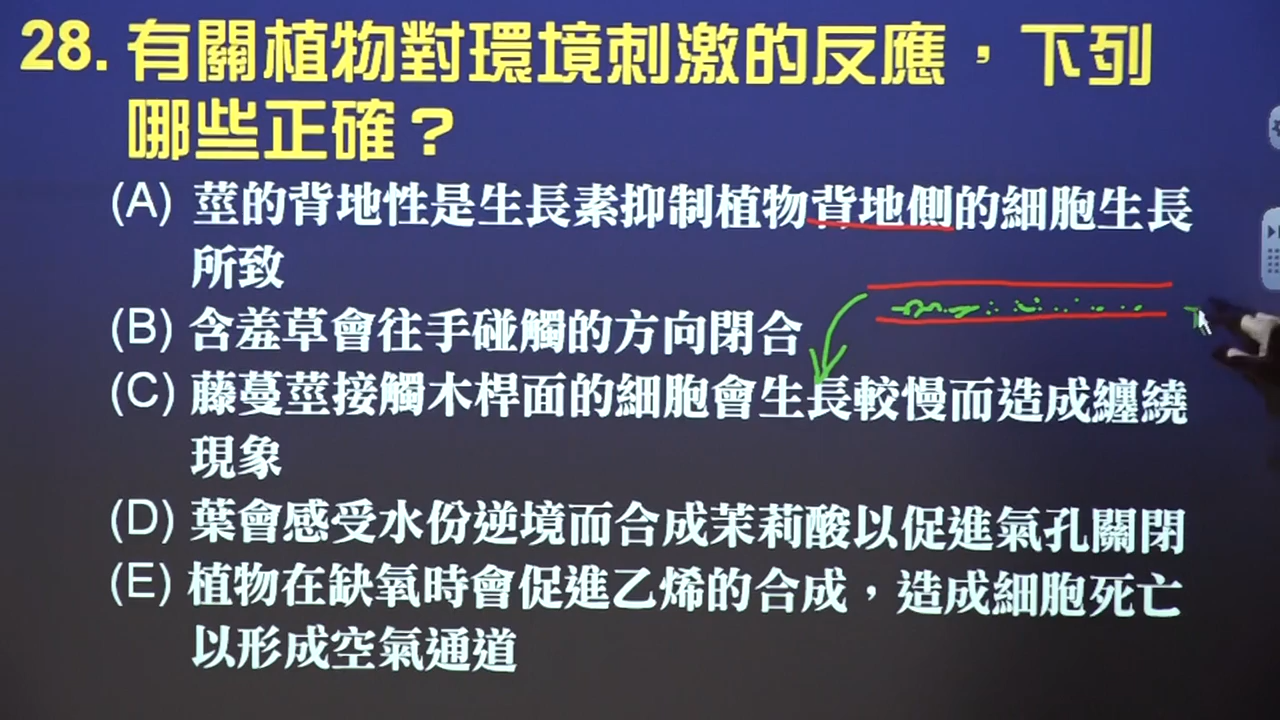 28. 有關植物對環境刺激的反應，下列
哪些正確？
(A) 莖的背地性是生長素抑制植物背地側的細胞生長
所致
(B) 含羞草會往手碰觸的方向閉合
(C) 藤蔓莖接觸木桿面的細胞會生長較慢而造成纏繞
現象
(D) 葉會感受水份逆境而合成茉莉酸以促進氣孔關閉
(E) 植物在缺氧時會促進乙烯的合成，造成細胞死亡
以形成空氣通道